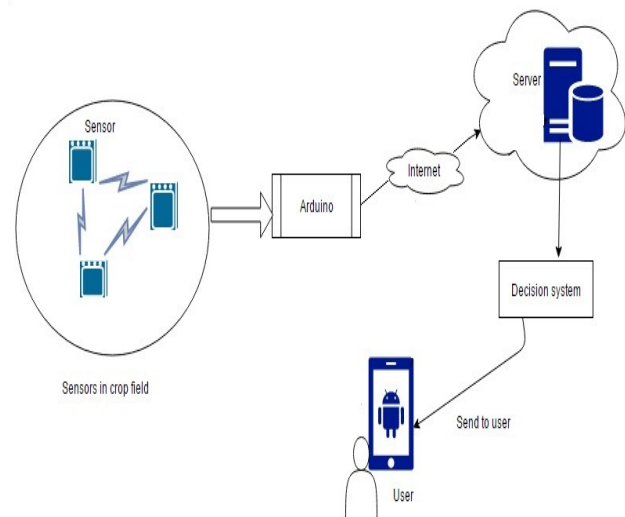 Server
Sensor
Internet
Arduino
Decision system
Sensors in crop field
Send to user
User